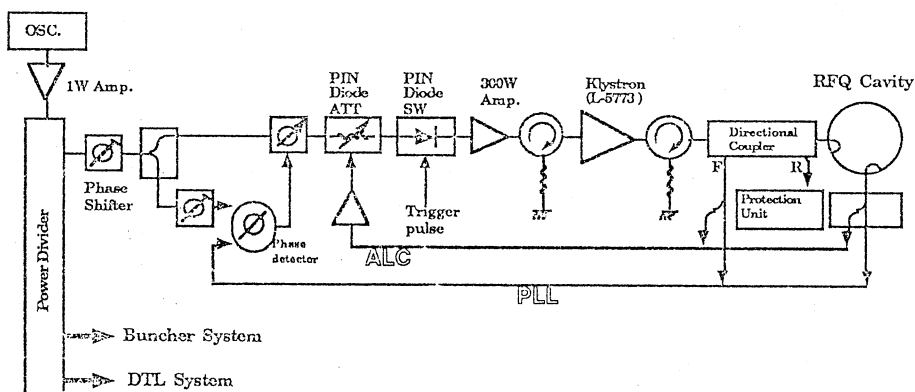 OSC.
1W Amp.
Power Divider
Phase
Shifter
Phase
detector
PIN
Diode
ATT
PIN
Diode
SW
Trigger
pulse
300W
Amp.
Klystron
(L-5773)
Directional
Coupler
F
R
RFQ Cavity
Protection
Unit
ALC
PLL
Buncher System
DTL System